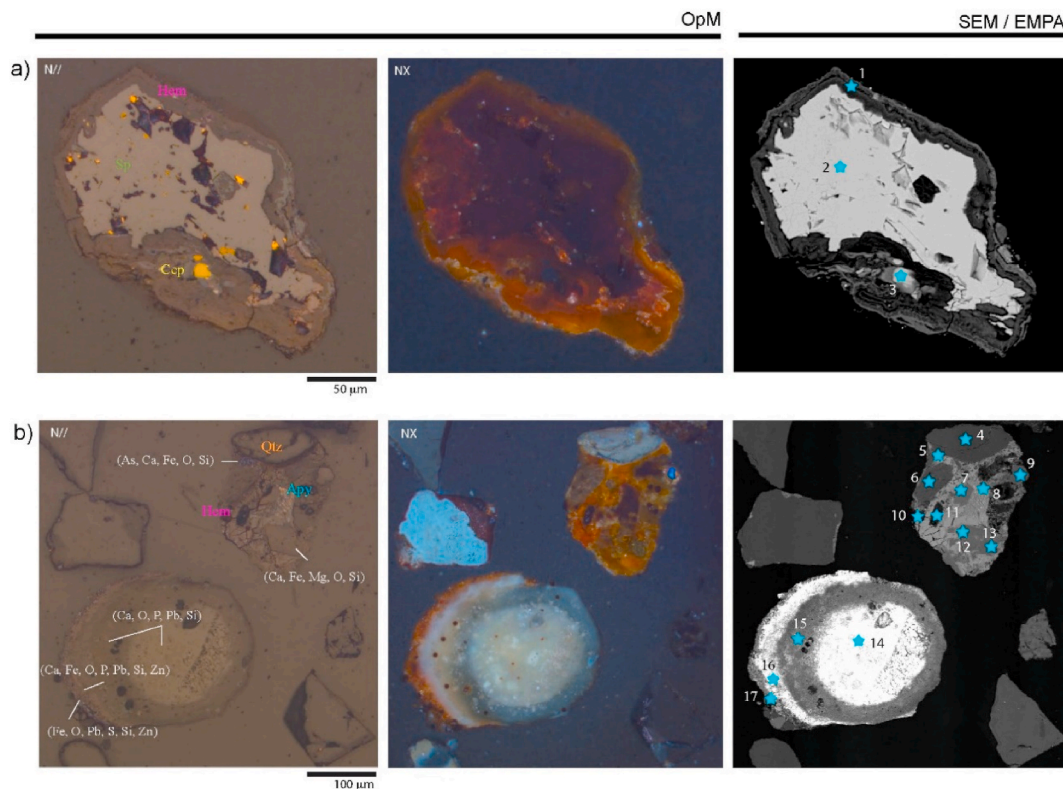 OpM
SEM / EMPA
a)
N//
Hem
Sp
Ccp
50 µm
NX
1
2
3
b)
N//
Qtz
(As, Ca, Fe, O, Si)
Apy
Hem
(Ca, Fe, Mg, O, Si)
(Ca, O, P, Pb, Si)
(Ca, Fe, O, P, Pb, Si, Zn)
(Fe, O, Pb, S, Si, Zn)
100 µm
NX
4
5
9
6
7
8
10
11
12
13
15
14
16
17